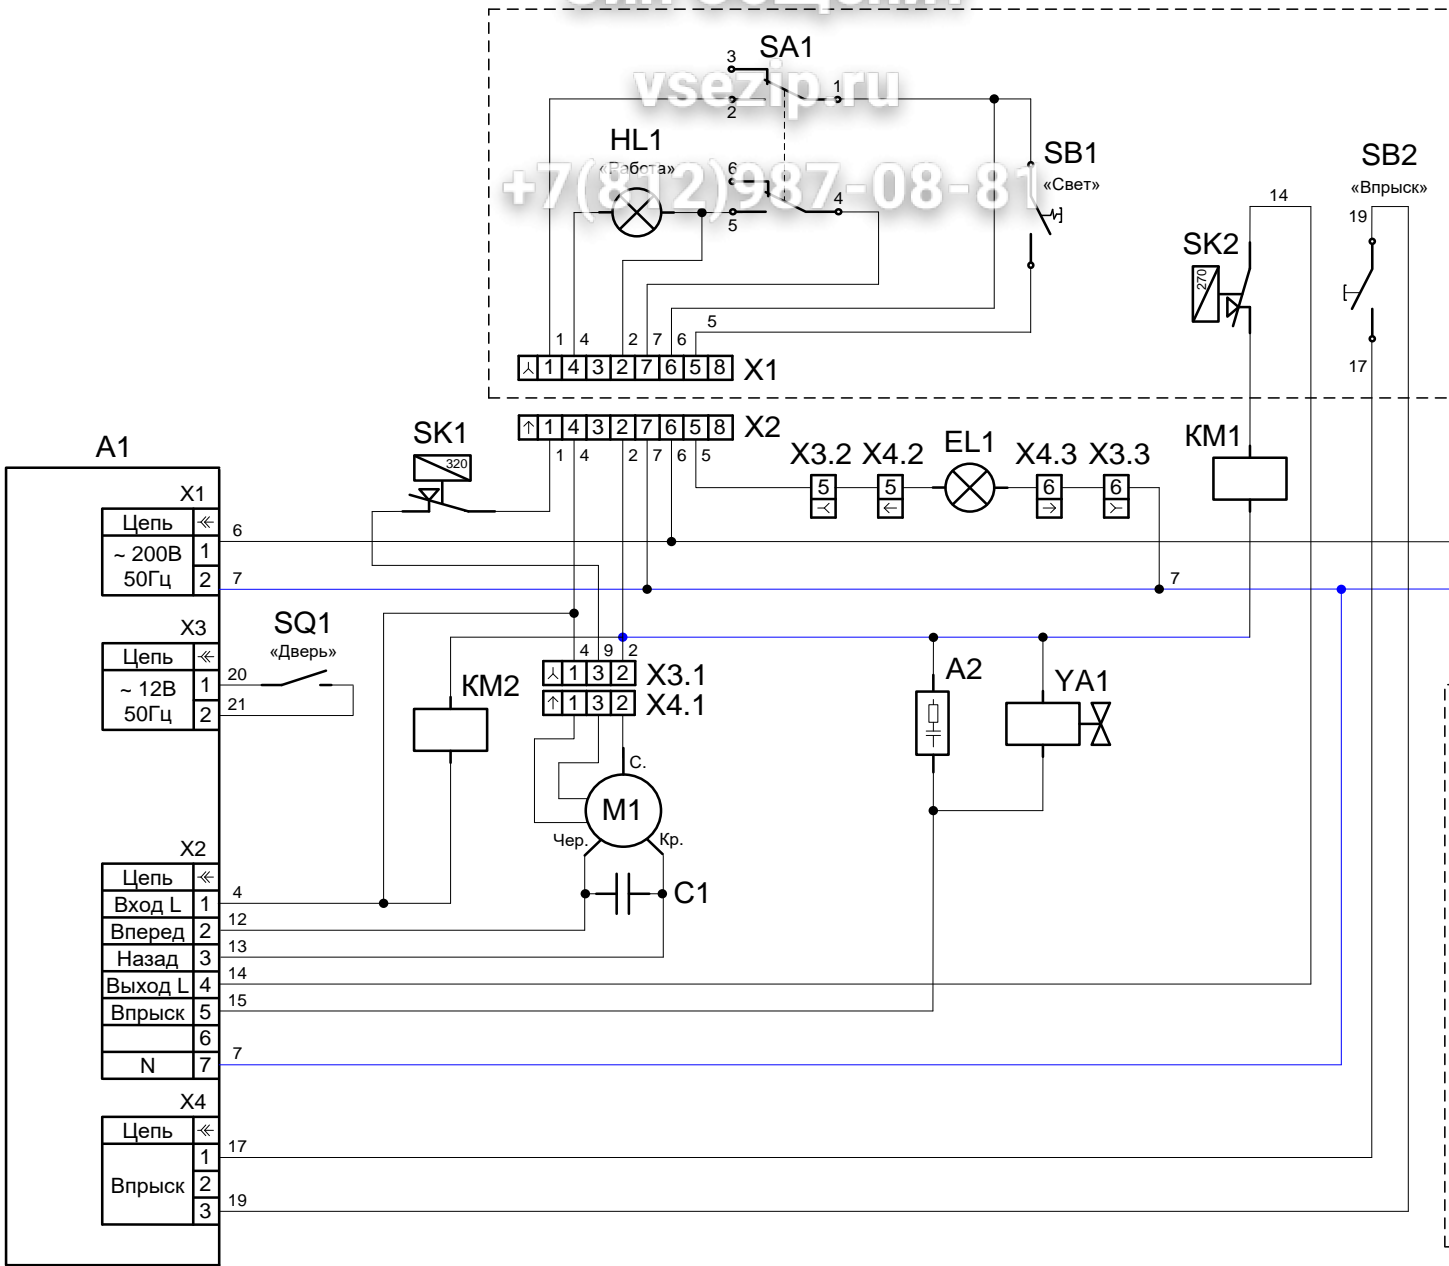 SA1
3
1
2
vsezip.ru
HL1
«Работа»
6
4
5
+7(812)987-08-81
SB1
«Свет»
SB2
«Впрыск»
14
19
SK2
270
17
5
1 4 2 7 6
1 4 3 2 7 6 5 8 X1
1 4 3 2 7 6 5 8 X2
1 4 2 7 6 5
SK1
320
X3.2 X4.2 EL1 X4.3 X3.3
5 5 6 6
КМ1
A1
X1
Цепь
6
~ 200В 1
50Гц 2
7
7
X3
SQ1
«Дверь»
Цепь
20
~ 12В 1
21
50Гц 2
4 9 2
1 3 2 X3.1
1 3 2 X4.1
КМ2
A2
YA1
С.
М1
Чер.
Кр.
C1
X2
Цепь
4
Вход L 1
12
Вперед 2
13
Назад 3
14
Выход L 4
15
Впрыск 5
6
7
N 7
X4
Цепь
17
1
Впрыск 2
19
3